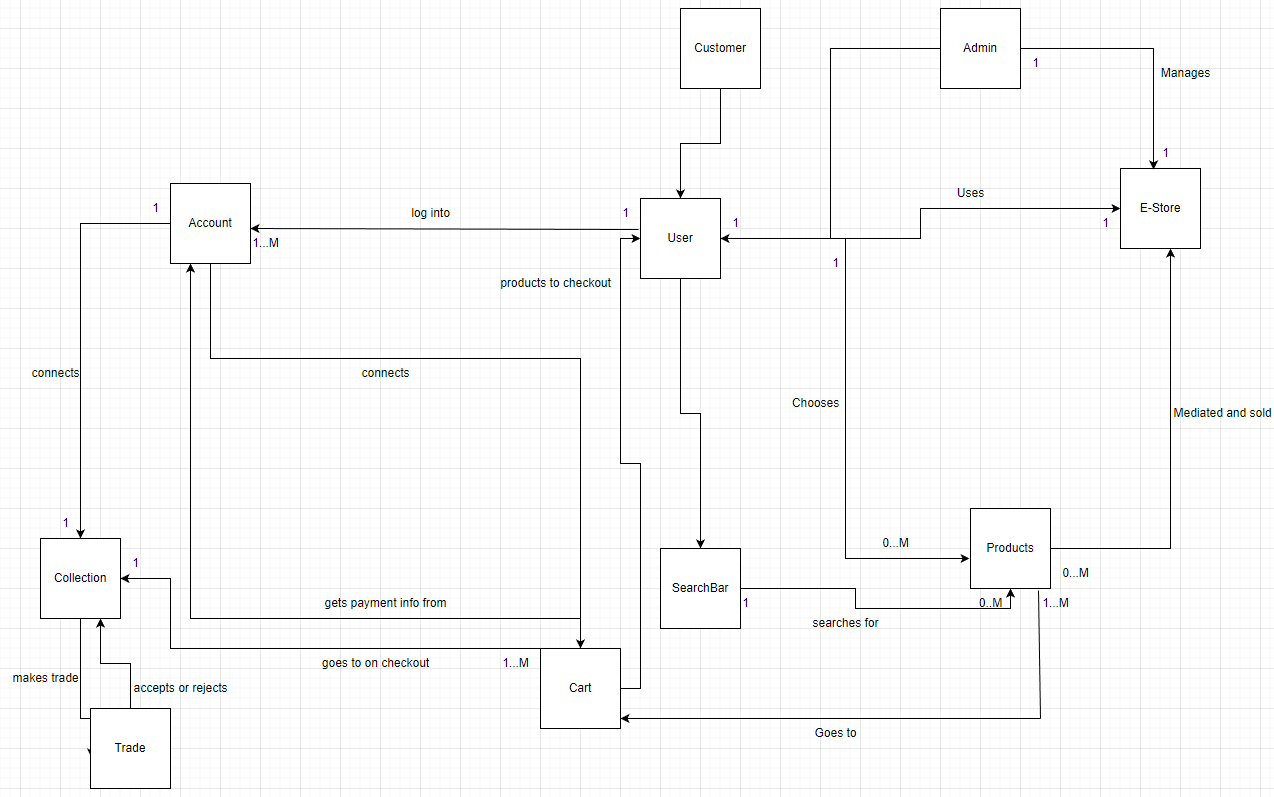 Customer
Admin
1
Manages
1
Account
1
log into
1
1...M
User
1
Uses
1
E-Store
1
products to checkout
connects
connects
Chooses
Mediated and sold
1
Collection
1
0...M
Products
0...M
SearchBar
1
0..M
1...M
searches for
gets payment info from
goes to on checkout
1...M
Cart
makes trade
accepts or rejects
Goes to
Trade